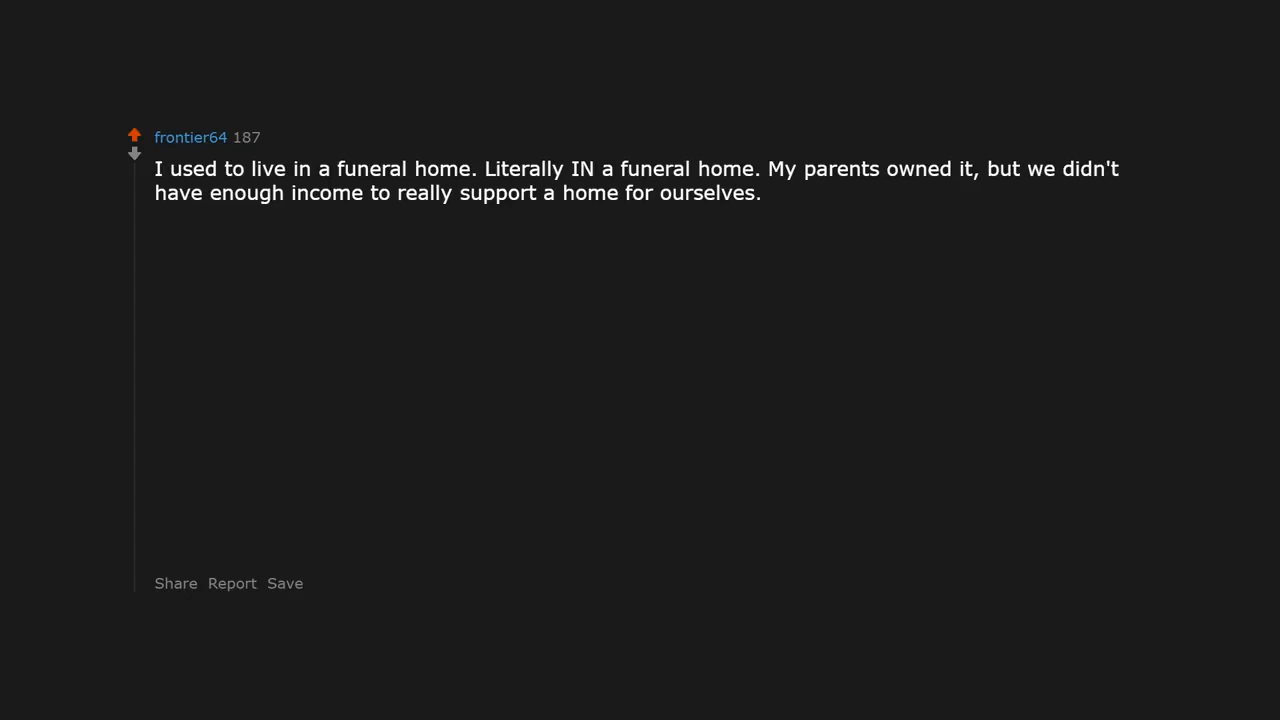 frontier64 187
I used to live in a funeral home. Literally IN a funeral home. My parents owned it, but we didn't
have enough income to really support a home for ourselves.
Share Report Save